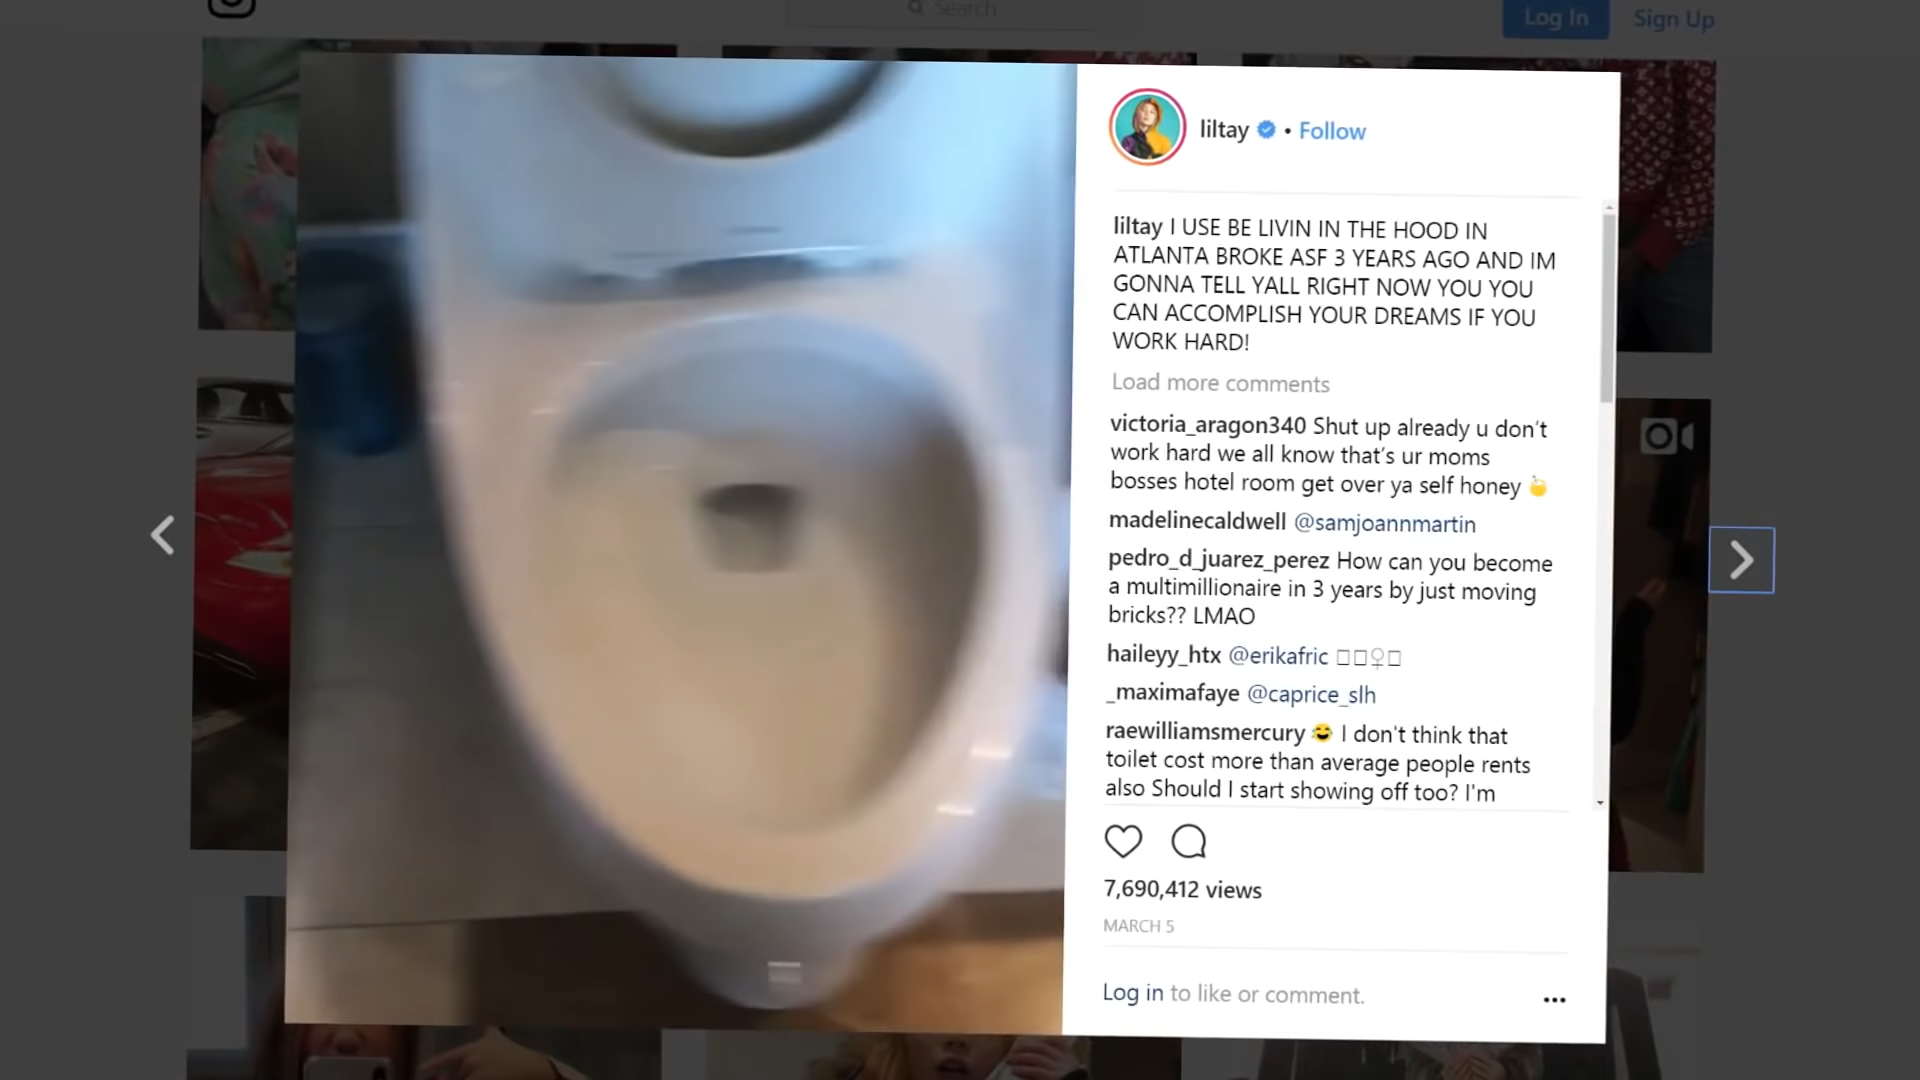 Search
Log In
Sign Up
liltay • Follow
liltay I USE BE LIVIN IN THE HOOD IN
ATLANTA BROKE ASF 3 YEARS AGO AND IM
GONNA TELL YALL RIGHT NOW YOU YOU
CAN ACCOMPLISH YOUR DREAMS IF YOU
WORK HARD!
Load more comments
victoria_aragon340 Shut up already u don't
work hard we all know that's ur moms
bosses hotel room get over ya self honey 🍯
madelinecaldwell @samjoannmartin
pedro_d_juarez_perez How can you become
a multimillionaire in 3 years by just moving
bricks?? LMAO
haileyy_htx @erikafric □□♀□
_maximafaye @caprice_slh
raewilliamsmercury 😂 I don't think that
toilet cost more than average people rents
also Should I start showing off too? I'm
7,690,412 views
MARCH 5
Log in to like or comment.